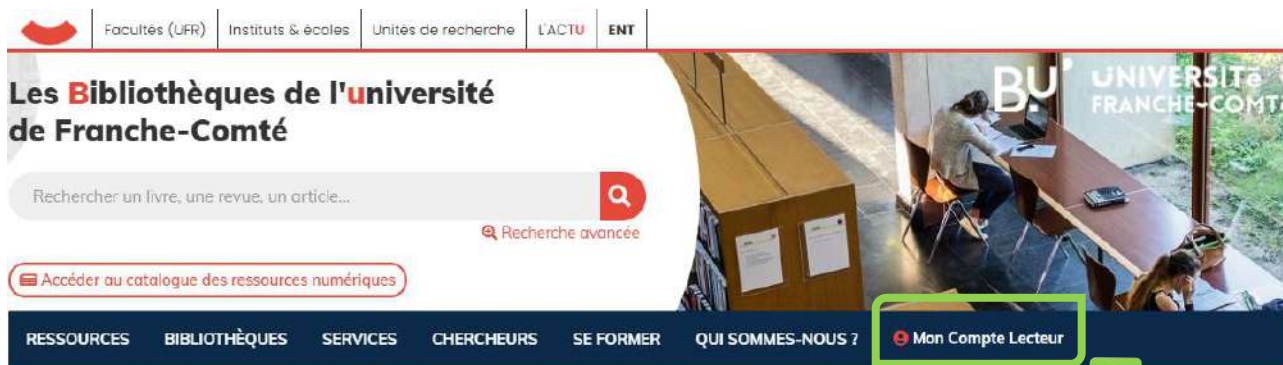 Facultés (UFR)
Instituts & écoles
Unités de recherche
L'ACTU
ENT
Les Bibliothèques de l'université
de Franche-Comté
BU'
UNIVERSITē
FRANCHE-COMT
Rechercher un livre, une revue, un article...
Recherche avancée
Accéder au catalogue des ressources numériques
RESSOURCES
BIBLIOTHÈQUES
SERVICES
CHERCHEURS
SE FORMER
QUI SOMMES-NOUS ?
Mon Compte Lecteur